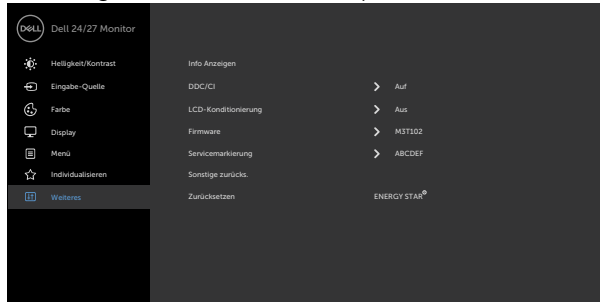 DELL
Dell 24/27 Monitor
Helligkeit/Kontrast
Eingabe-Quelle
Farbe
Display
Menü
Individualisieren
Weiteres
Info Anzeigen
DDC/CI > Auf
LCD-Konditionierung > Aus
Firmware > M3T102
Servicemarkierung > ABCDEF
Sonstige zurücks.
Zurücksetzen ENERGY STAR®